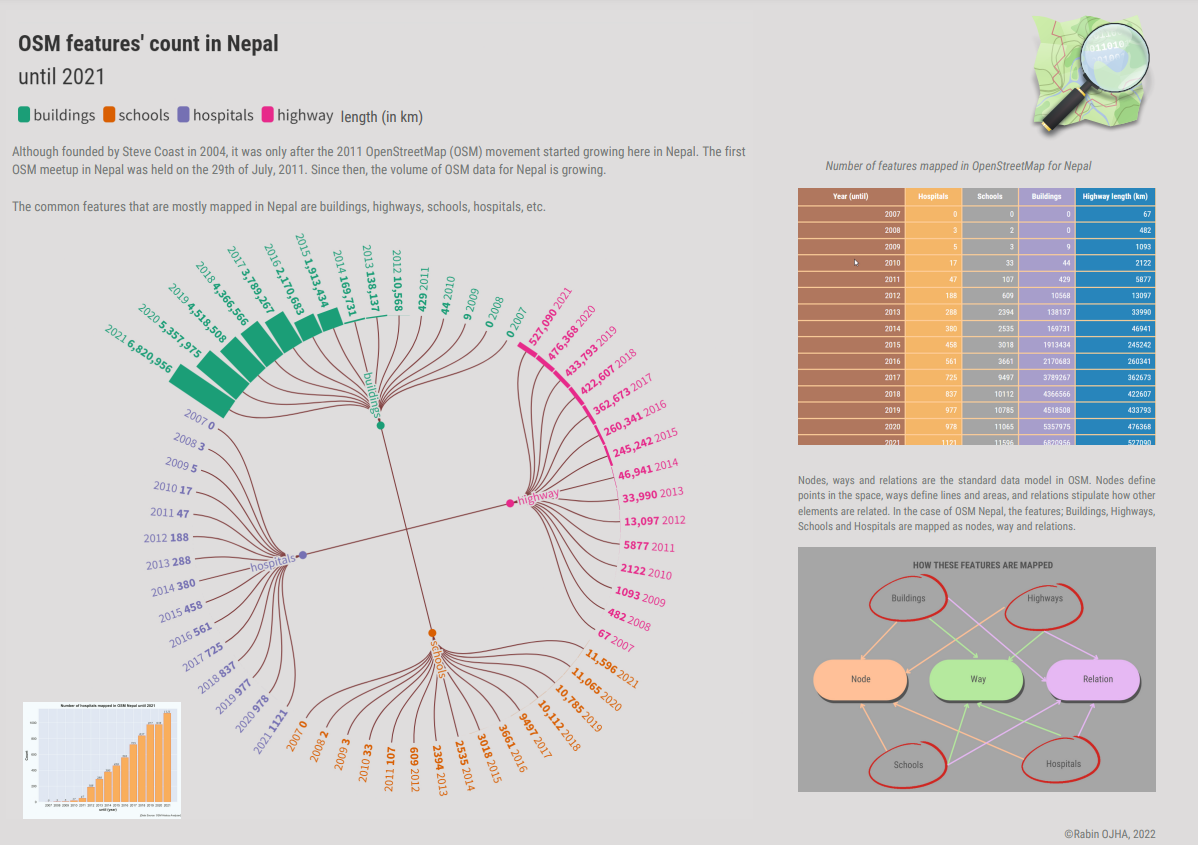 OSM features' count in Nepal
until 2021
buildings schools hospitals highway length (in km)
Although founded by Steve Coast in 2004, it was only after the 2011 OpenStreetMap (OSM) movement started growing here in Nepal. The first
OSM meetup in Nepal was held on the 29th of July, 2011. Since then, the volume of OSM data for Nepal is growing.
The common features that are mostly mapped in Nepal are buildings, highways, schools, hospitals, etc.
buildings
2021 6,820,956
2020 5,357,975
2019 4,518,508
2018 4,366,566
2017 3,789,267
2016 2,170,683
2015 1,913,434
2014 169,731
2013 138,137
2012 10,568
429 2011
44 2010
9 2009
0 2008
0 2007
highway
527,090 2021
476,368 2020
433,793 2019
422,607 2018
362,673 2017
260,341 2016
245,242 2015
46,941 2014
33,990 2013
13,097 2012
5877 2011
2122 2010
1093 2009
482 2008
67 2007
schools
11,596 2021
11,065 2020
10,785 2019
10,112 2018
9497 2017
3661 2016
3018 2015
2535 2014
2394 2013
609 2012
2011 107
2010 33
2009 3
2008 2
2007 0
hospitals
2007 0
2008 3
2009 5
2010 17
2011 47
2012 188
2013 288
2014 380
2015 458
2016 561
2017 725
2018 837
2019 977
2020 978
2021 1121
Number of hospitals mapped in OSM Nepal until 2021
Count
until (year)
011010
Number of features mapped in OpenStreetMap for Nepal
Year (until) Hospitals Schools Buildings Highway length (km)
2007 0 0 0 67
2008 3 2 0 482
2009 5 3 9 1093
2010 17 33 44 2122
2011 47 107 429 5877
2012 188 609 10568 13097
2013 288 2394 138137 33990
2014 380 2535 169731 46941
2015 458 3018 1913434 245242
2016 561 3661 2170683 260341
2017 725 9497 3789267 362673
2018 837 10112 4366566 422607
2019 977 10785 4518508 433793
2020 978 11065 5357975 476368
2021 1121 11596 6820956 527090
Nodes, ways and relations are the standard data model in OSM. Nodes define
points in the space, ways define lines and areas, and relations stipulate how other
elements are related. In the case of OSM Nepal, the features; Buildings, Highways,
Schools and Hospitals are mapped as nodes, way and relations.
HOW THESE FEATURES ARE MAPPED
Buildings Highways
Node Way Relation
Schools Hospitals
©Rabin OJHA, 2022